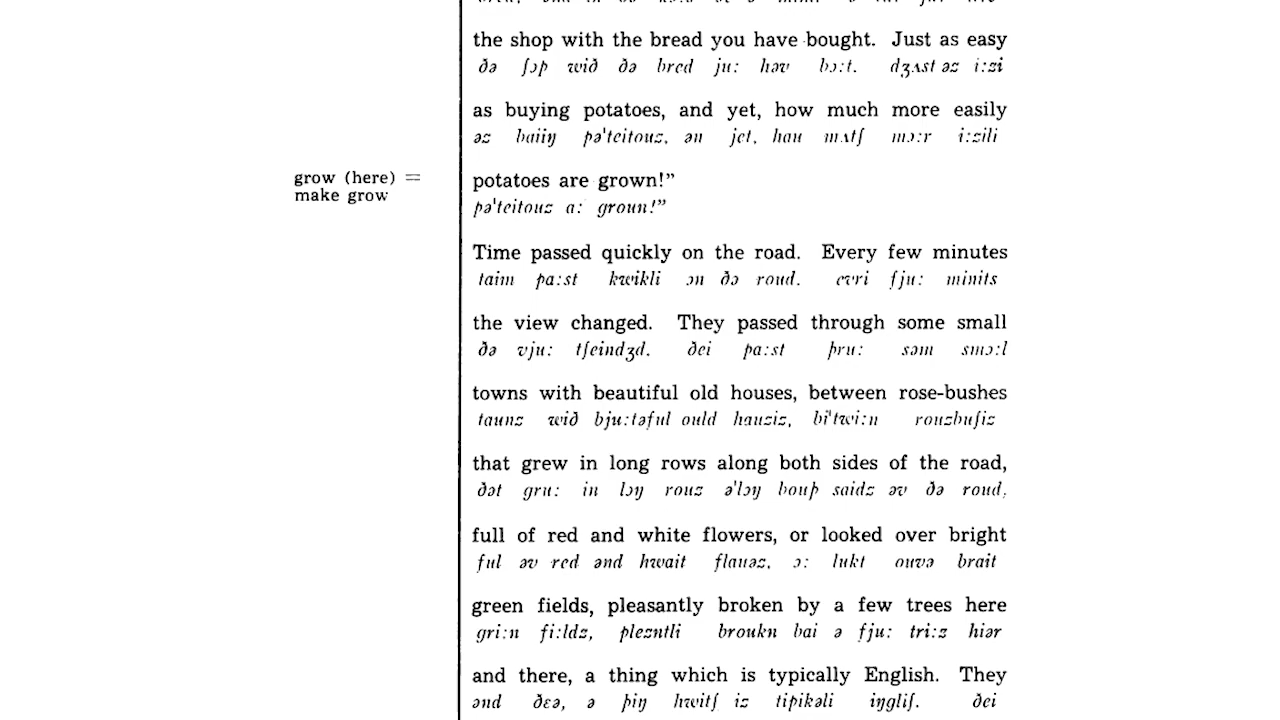 the shop with the bread you have bought. Just as easy
ðə ʃɔp wið ðə bred ju: həv bɔ:t. dʒʌst əz i:zi
as buying potatoes, and yet, how much more easily
əz baiiŋ pə'teitouz, ən jet, hau mʌtʃ mɔ:r i:zili
grow (here) =
make grow
potatoes are grown!”
pə'teitouz a: groun!”
Time passed quickly on the road. Every few minutes
taim pa:st kwikli ɔn ðə roud. evri fju: minits
the view changed. They passed through some small
ðə vju: tʃeindʒd. ðei pa:st þru: səm smɔ:l
towns with beautiful old houses, between rose-bushes
taunz wið bju:təful ould hauziz, bi'twi:n rouzbuʃiz
that grew in long rows along both sides of the road,
ðət gru: in lɔŋ rouz ə'lɔŋ bouþ saidz əv ðə roud,
full of red and white flowers, or looked over bright
ful əv red ənd hwait flauəz, ɔ: lukt ouvə brait
green fields, pleasantly broken by a few trees here
gri:n fi:ldz, plezntli broukn bai ə fju: tri:z hiər
and there, a thing which is typically English. They
ənd ðɛə, ə þiŋ hwitʃ iz tipikəli iŋgliʃ. ðei